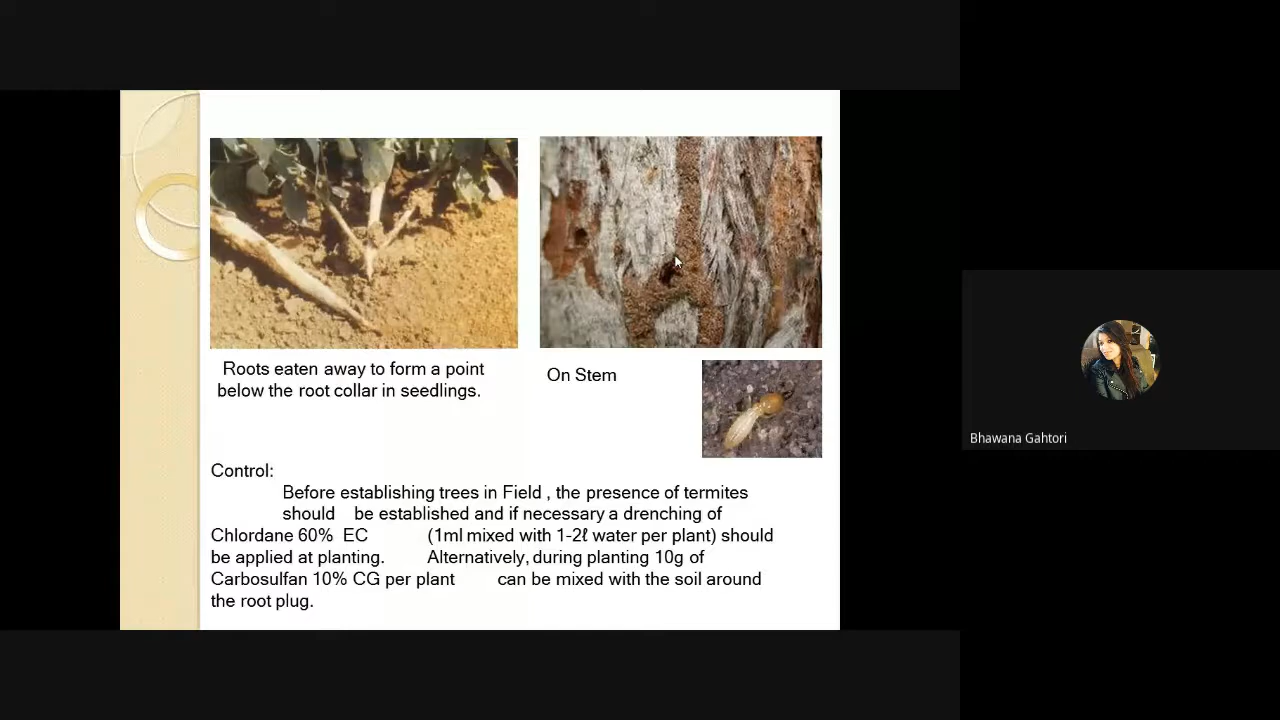 Roots eaten away to form a point
below the root collar in seedlings.
On Stem
Control:
Before establishing trees in Field , the presence of termites
should be established and if necessary a drenching of
Chlordane 60% EC (1ml mixed with 1-2ℓ water per plant) should
be applied at planting. Alternatively, during planting 10g of
Carbosulfan 10% CG per plant can be mixed with the soil around
the root plug.
Bhawana Gahtori